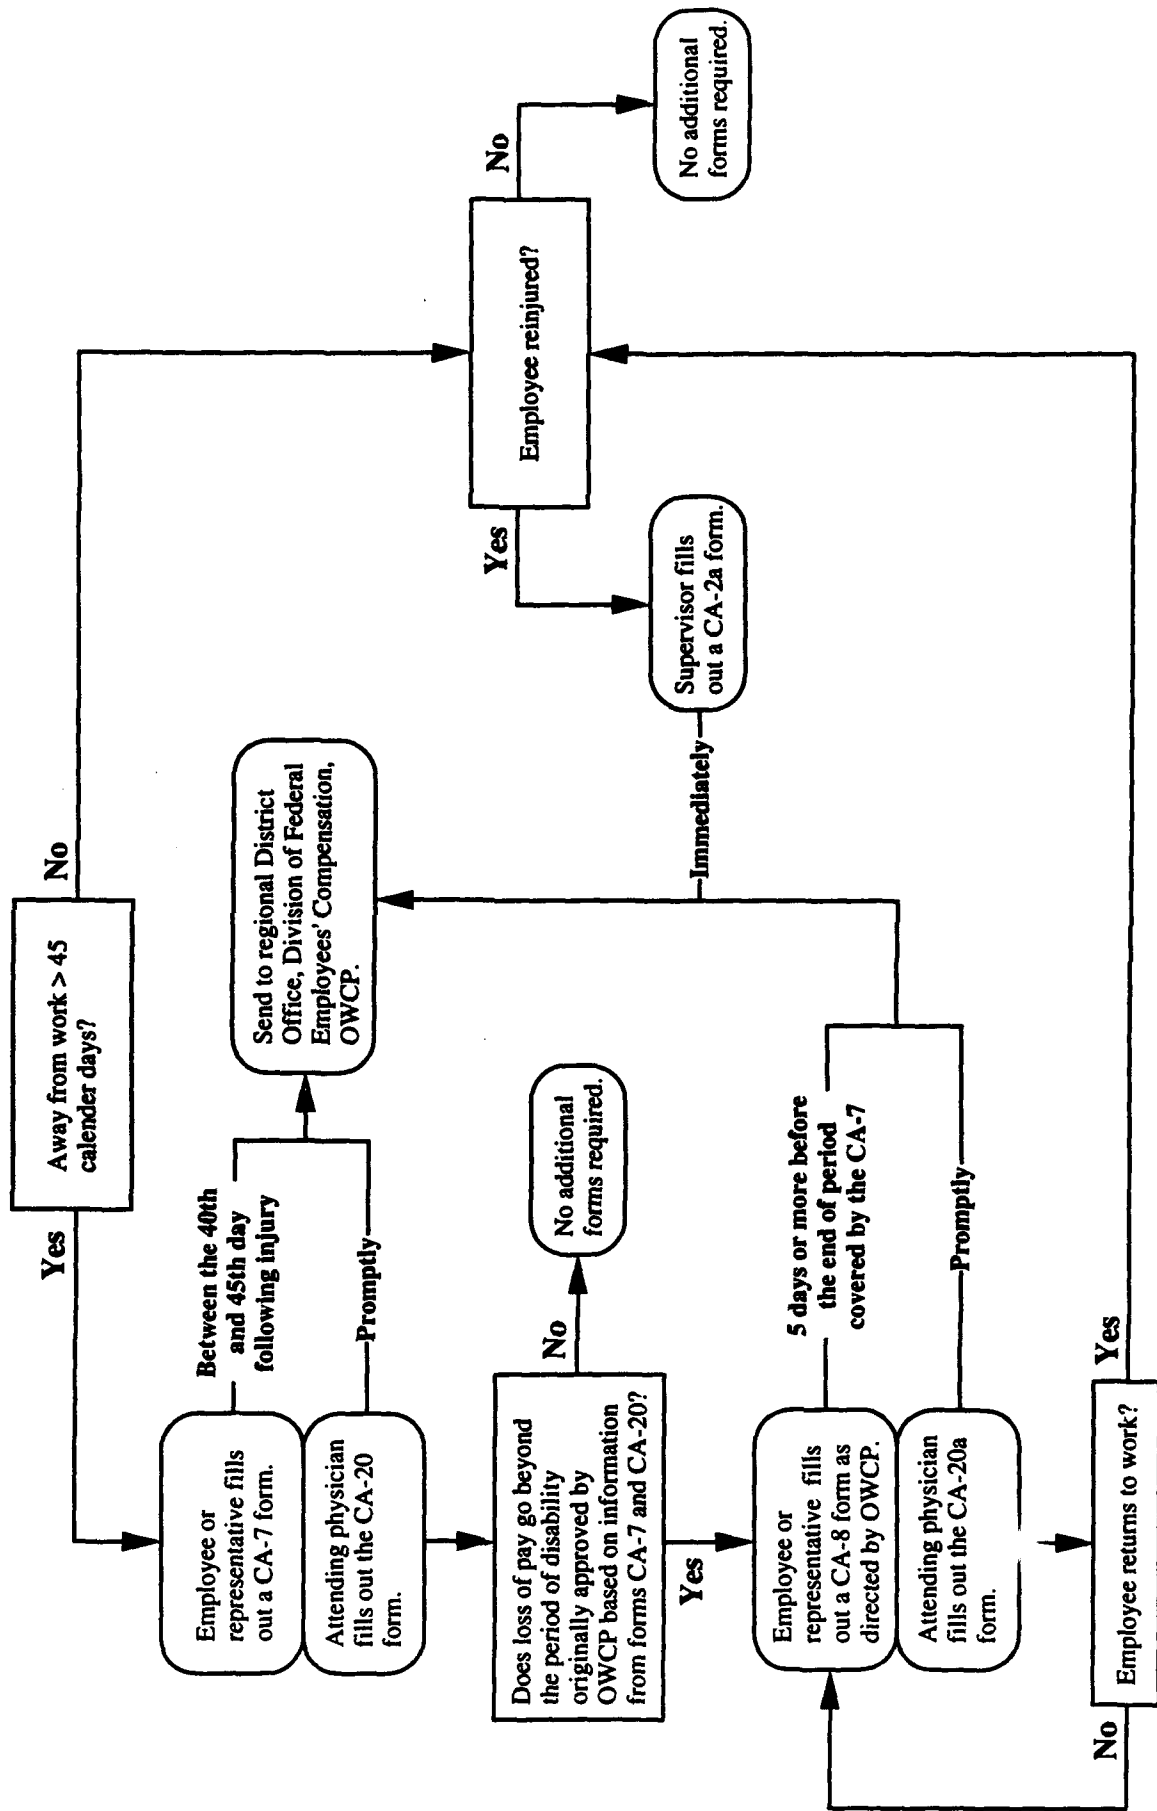 Away from work > 45
calender days?
Yes
No
Employee or
representative fills
out a CA-7 form.
Between the 40th
and 45th day
following injury
Attending physician
fills out the CA-20
form.
Promptly
Send to regional District
Office, Division of Federal
Employees' Compensation,
OWCP.
Does loss of pay go beyond
the period of disability
originally approved by
OWCP based on information
from forms CA-7 and CA-20?
No
No additional
forms required.
Yes
Employee or
representative fills
out a CA-8 form as
directed by OWCP.
5 days or more before
the end of period
covered by the CA-7
Attending physician
fills out the CA-20a
form.
Promptly
Immediately
Employee reinjured?
Yes
No
Supervisor fills
out a CA-2a form.
No additional
forms required.
Employee returns to work?
No
Yes